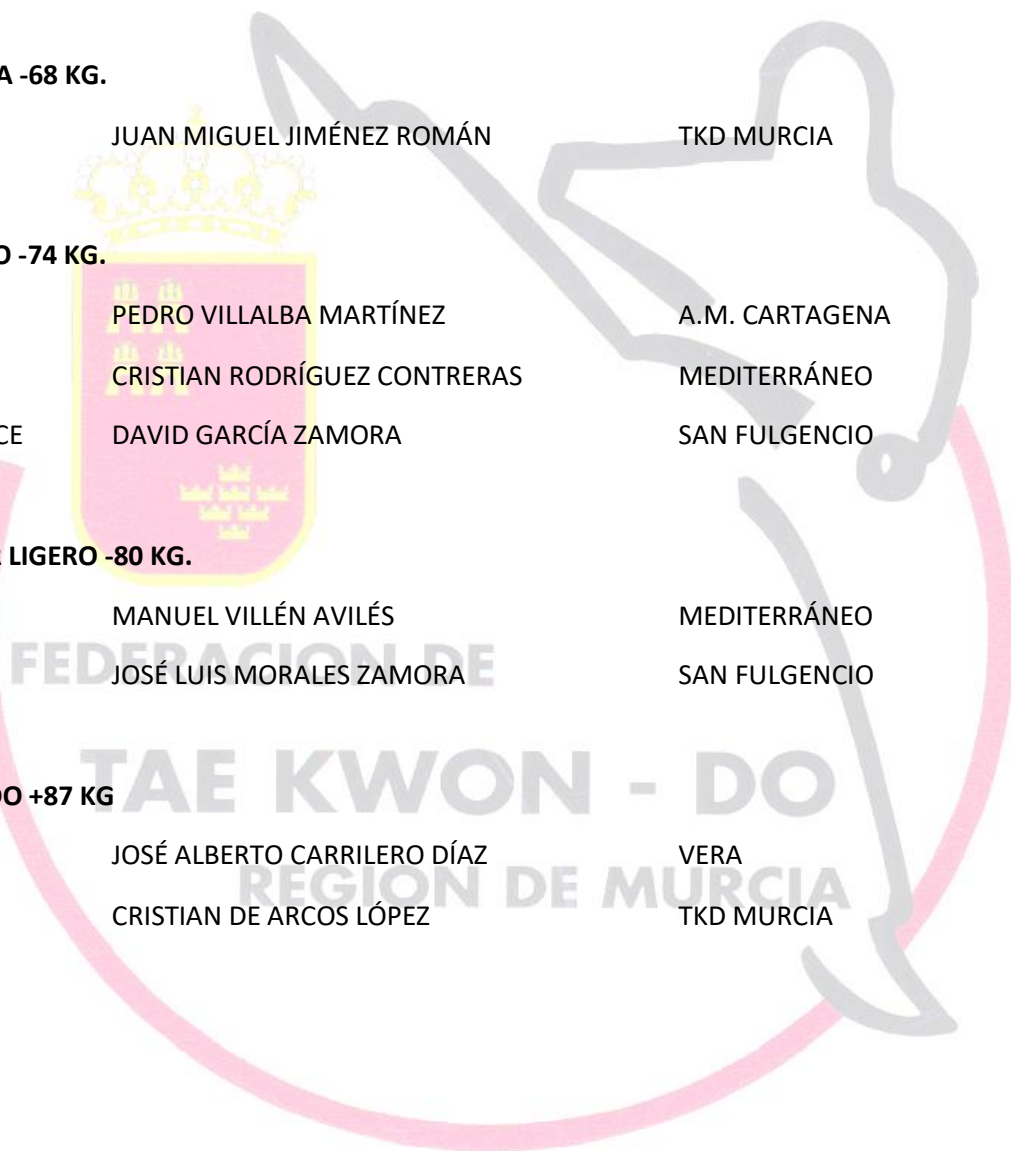 A -68 KG.
JUAN MIGUEL JIMÉNEZ ROMÁN TKD MURCIA
O -74 KG.
PEDRO VILLALBA MARTÍNEZ A.M. CARTAGENA
CRISTIAN RODRÍGUEZ CONTRERAS MEDITERRÁNEO
CE DAVID GARCÍA ZAMORA SAN FULGENCIO
R LIGERO -80 KG.
MANUEL VILLÉN AVILÉS MEDITERRÁNEO
FEDERACION DE
JOSÉ LUIS MORALES ZAMORA SAN FULGENCIO
TAE KWON - DO
DO +87 KG
JOSÉ ALBERTO CARRILERO DÍAZ VERA
REGION DE MURCIA
CRISTIAN DE ARCOS LÓPEZ TKD MURCIA